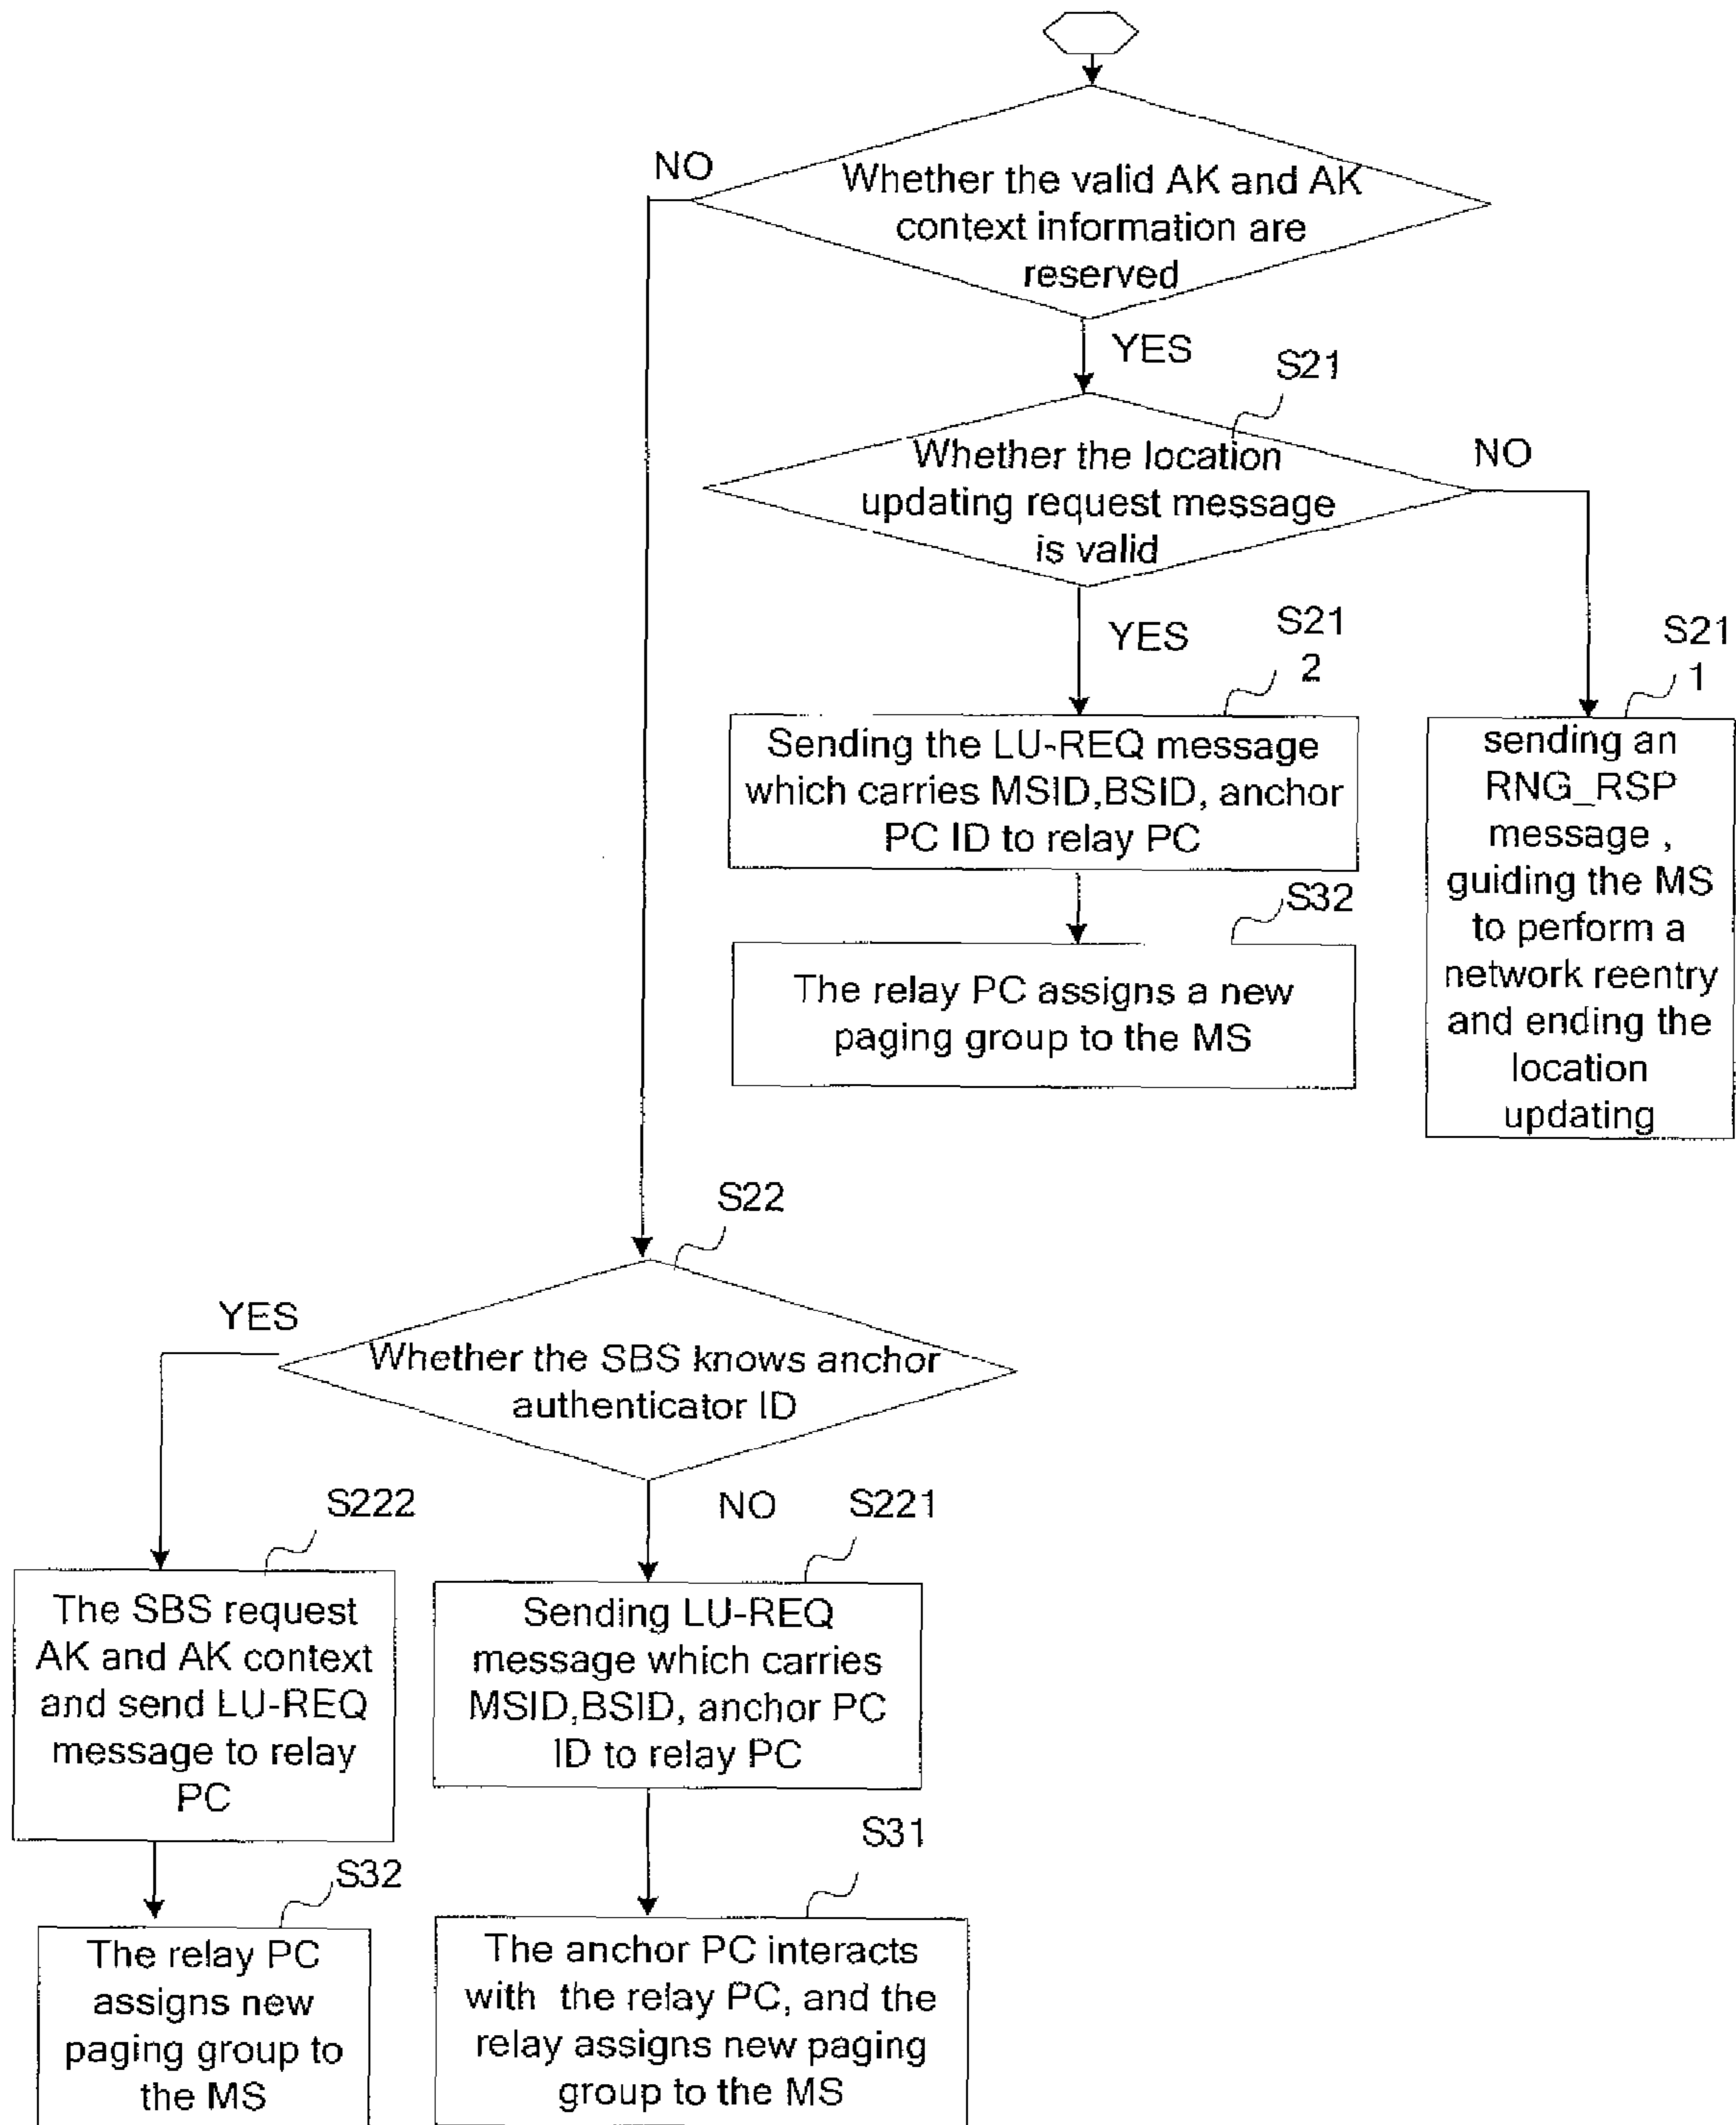 NO
Whether the valid AK and AK
context information are
reserved
YES
S21
Whether the location
updating request message
is valid
NO
YES
S21
2
S21
1
Sending the LU-REQ message
which carries MSID,BSID, anchor
PC ID to relay PC
sending an
RNG_RSP
message ,
guiding the MS
to perform a
network reentry
and ending the
location
updating
S32
The relay PC assigns a new
paging group to the MS
S22
YES
Whether the SBS knows anchor
authenticator ID
S222
NO
S221
The SBS request
AK and AK context
and send LU-REQ
message to relay
PC
Sending LU-REQ
message which carries
MSID,BSID, anchor PC
ID to relay PC
S32
S31
The relay PC
assigns new
paging group to
the MS
The anchor PC interacts
with the relay PC, and the
relay assigns new paging
group to the MS